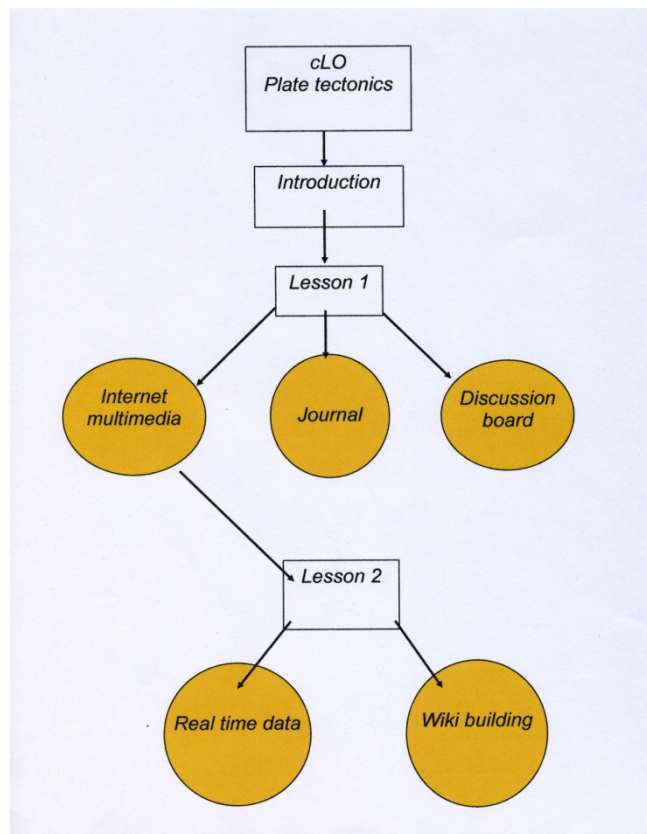 cLO
Plate tectonics
Introduction
Lesson 1
Internet
multimedia
Journal
Discussion
board
Lesson 2
Real time data
Wiki building